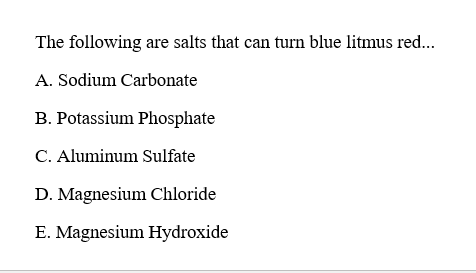 The following are salts that can turn blue litmus red...
A. Sodium Carbonate
B. Potassium Phosphate
C. Aluminum Sulfate
D. Magnesium Chloride
E. Magnesium Hydroxide